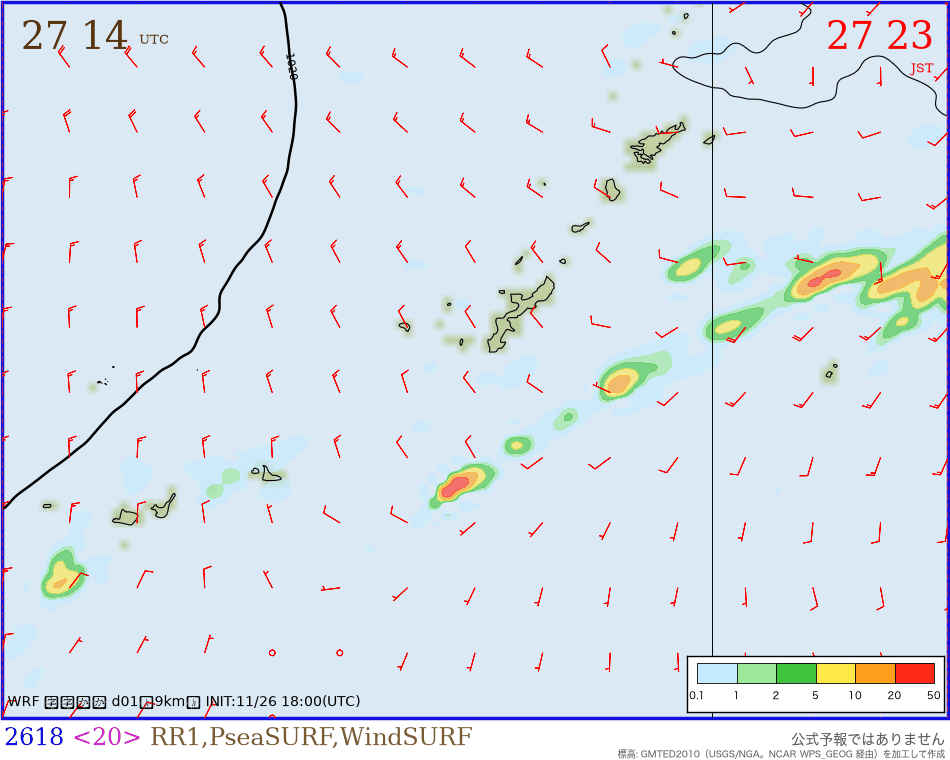 27 14 UTC
27 23
JST
1020
WRF d01 9km INIT:11/26 18:00(UTC)
0.1 1 2 5 10 20 50
2618 <20> RR1,PseaSURF,WindSURF
公式予報ではありません
標高: GMTED2010（USGS/NGA。NCAR WPS_GEOG 経由）を加工して作成